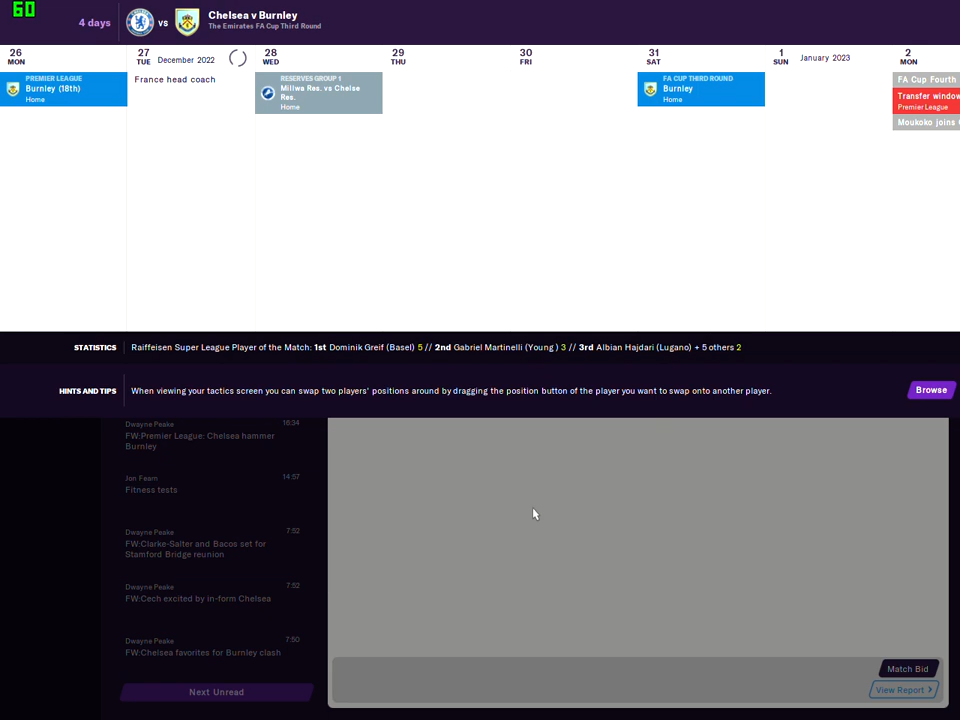 60
4 days
vs
Chelsea v Burnley
The Emirates FA Cup Third Round
26
MON
27
TUE
December 2022
28
WED
29
THU
30
FRI
31
SAT
1
SUN
January 2023
2
MON
PREMIER LEAGUE
Burnley (18th)
Home
France head coach
RESERVES GROUP 1
Millwa Res. vs Chelse
Res.
Home
FA CUP THIRD ROUND
Burnley
Home
FA Cup Fourth
Transfer window
Premier League
Moukoko joins
STATISTICS
Raiffeisen Super League Player of the Match: 1st Dominik Greif (Basel) 5 // 2nd Gabriel Martinelli (Young ) 3 // 3rd Albian Hajdari (Lugano) + 5 others 2
HINTS AND TIPS
When viewing your tactics screen you can swap two players' positions around by dragging the position button of the player you want to swap onto another player.
Browse
Dwayne Peake
16:34
FW:Premier League: Chelsea hammer
Burnley
Jon Fearn
14:57
Fitness tests
Dwayne Peake
7:52
FW:Clarke-Salter and Bacos set for
Stamford Bridge reunion
Dwayne Peake
7:52
FW:Cech excited by in-form Chelsea
Dwayne Peake
7:50
FW:Chelsea favorites for Burnley clash
Next Unread
Match Bid
View Report